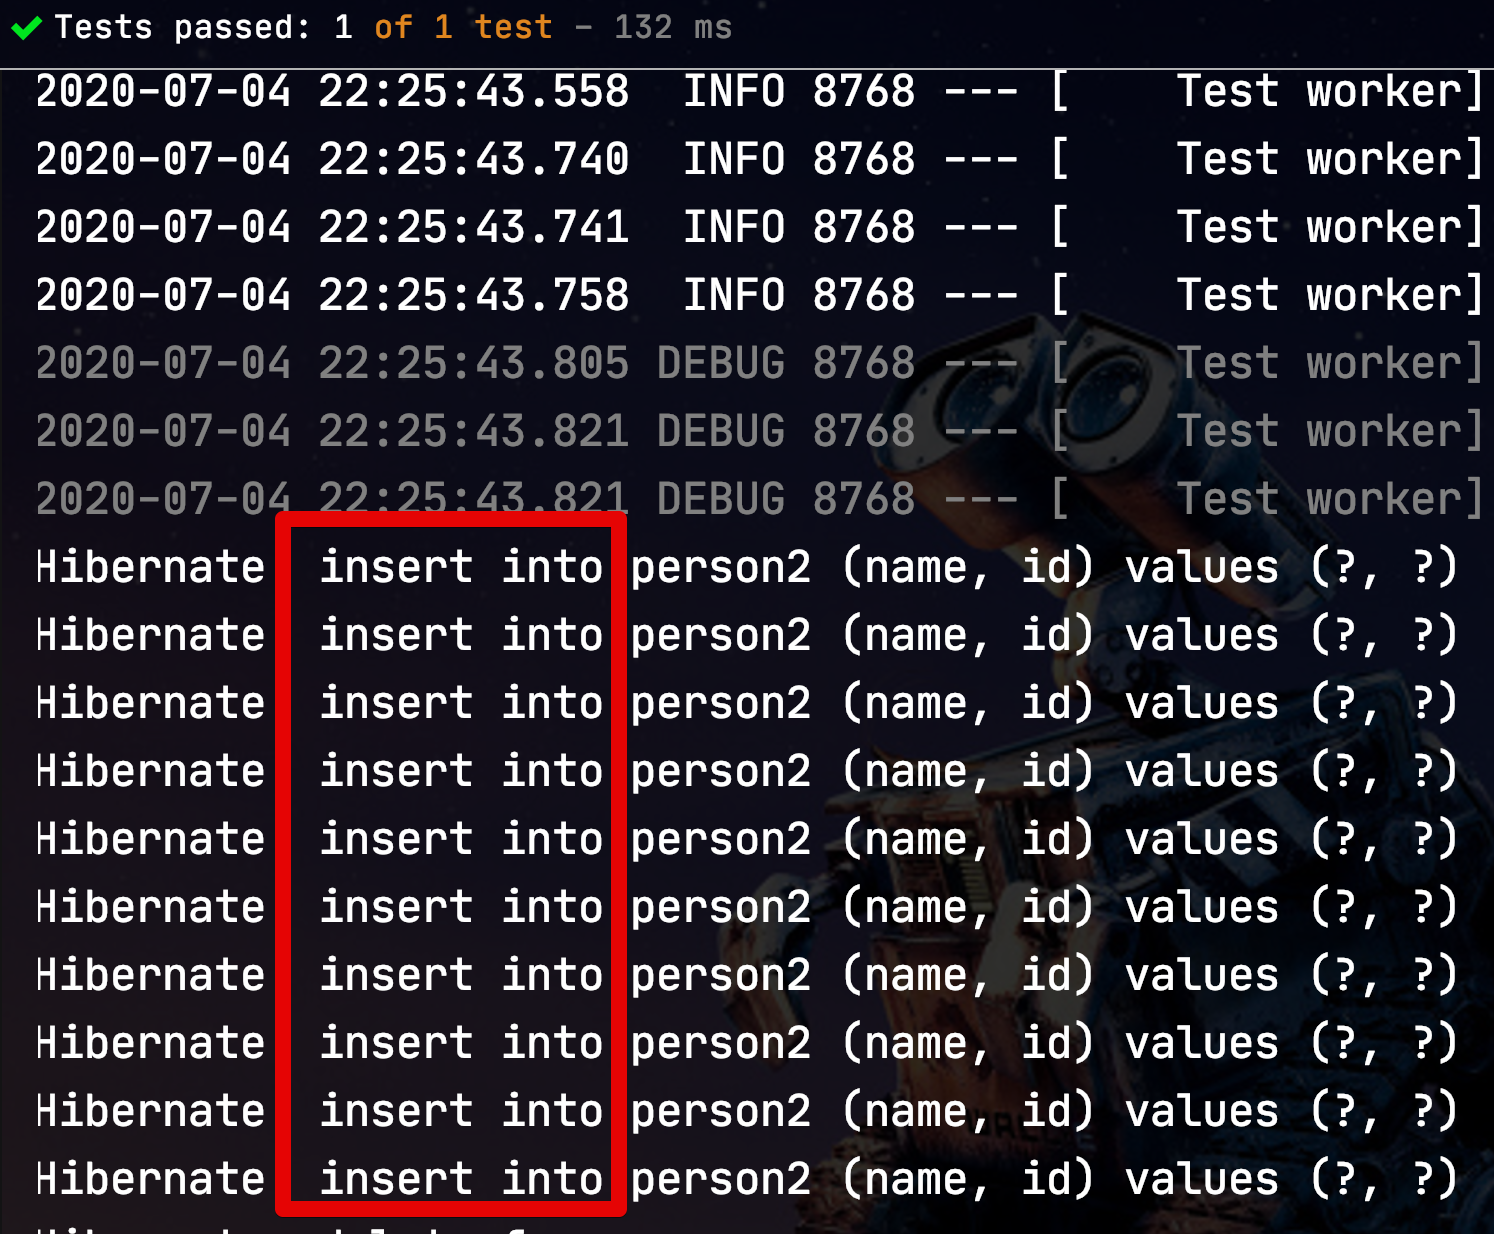 Tests passed: 1 of 1 test - 132 ms
2020-07-04 22:25:43.558  INFO 8768 --- [    Test worker]
2020-07-04 22:25:43.740  INFO 8768 --- [    Test worker]
2020-07-04 22:25:43.741  INFO 8768 --- [    Test worker]
2020-07-04 22:25:43.758  INFO 8768 --- [    Test worker]
2020-07-04 22:25:43.805 DEBUG 8768 --- [    Test worker]
2020-07-04 22:25:43.821 DEBUG 8768 --- [    Test worker]
2020-07-04 22:25:43.821 DEBUG 8768 --- [    Test worker]
Hibernate insert into person2 (name, id) values (?, ?)
Hibernate insert into person2 (name, id) values (?, ?)
Hibernate insert into person2 (name, id) values (?, ?)
Hibernate insert into person2 (name, id) values (?, ?)
Hibernate insert into person2 (name, id) values (?, ?)
Hibernate insert into person2 (name, id) values (?, ?)
Hibernate insert into person2 (name, id) values (?, ?)
Hibernate insert into person2 (name, id) values (?, ?)
Hibernate insert into person2 (name, id) values (?, ?)
Hibernate insert into person2 (name, id) values (?, ?)